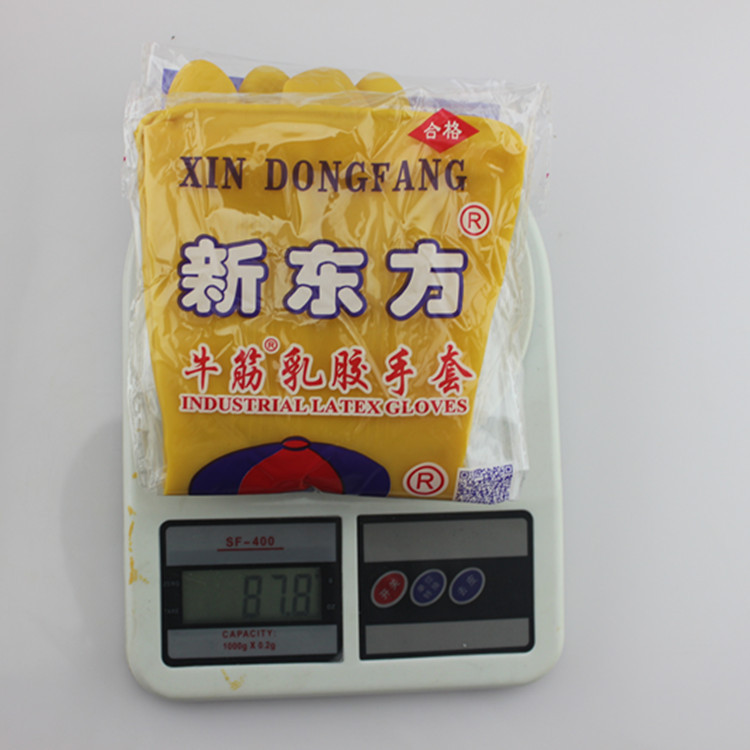 合格
XIN DONGFANG
®
新东方
牛筋®乳胶手套
INDUSTRIAL LATEX GLOVES
®
SF-400
87.8
CAPACITY:
1000g X 0.2g